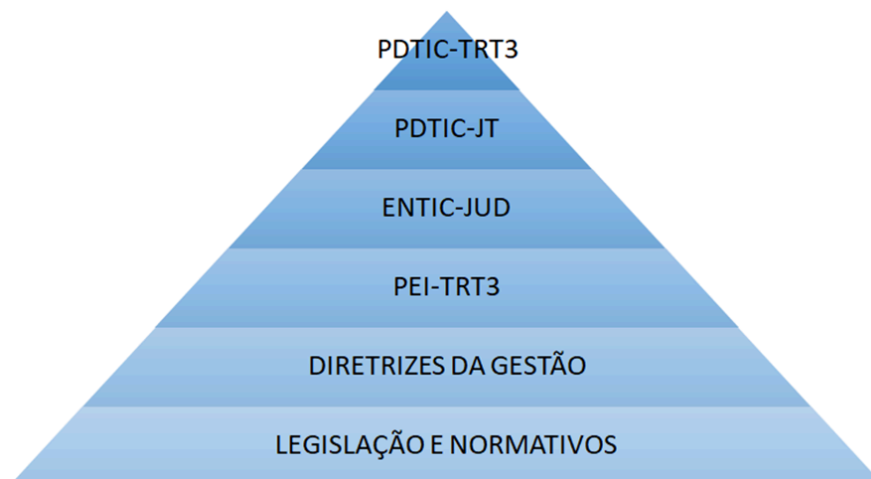 PDTIC-TRT3
PDTIC-JT
ENTIC-JUD
PEI-TRT3
DIRETRIZES DA GESTÃO
LEGISLAÇÃO E NORMATIVOS